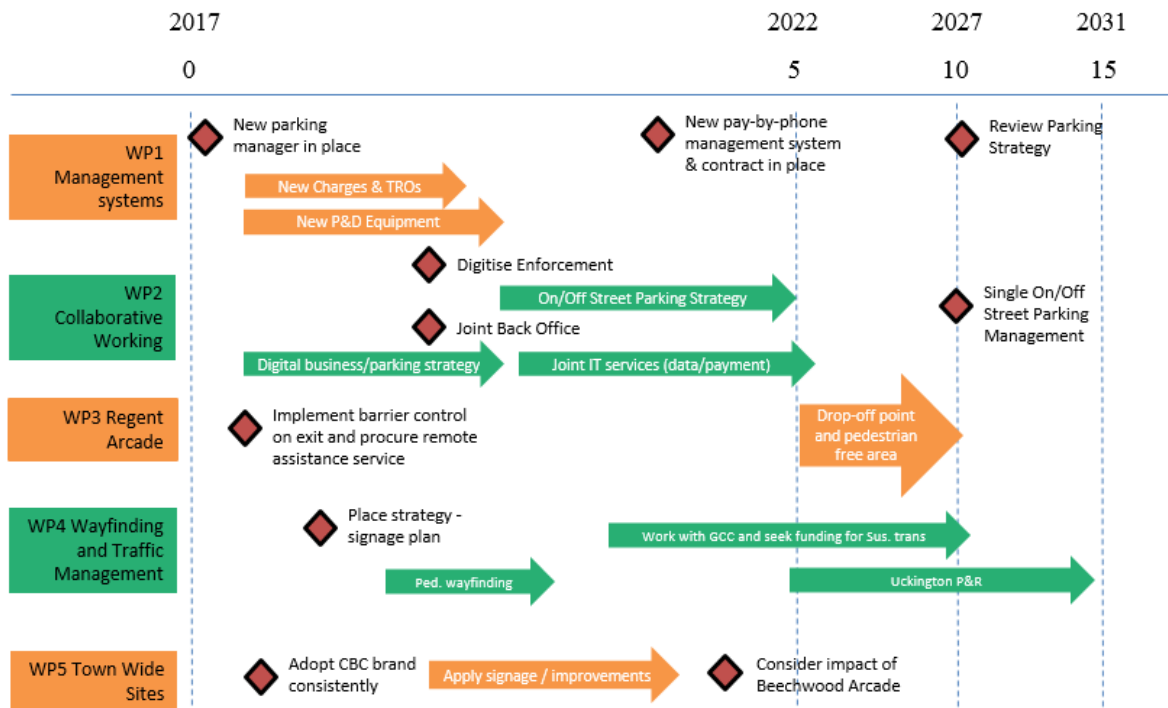 2017 2022 2027 2031
0 5 10 15
WP1
Management
systems
New parking
manager in place
New pay-by-phone
management system
& contract in place
Review Parking
Strategy
New Charges & TROs
New P&D Equipment
WP2
Collaborative
Working
Digitise Enforcement
On/Off Street Parking Strategy
Joint Back Office
Single On/Off
Street Parking
Management
Digital business/parking strategy
Joint IT services (data/payment)
WP3 Regent
Arcade
Implement barrier control
on exit and procure remote
assistance service
Drop-off point
and pedestrian
free area
WP4 Wayfinding
and Traffic
Management
Place strategy -
signage plan
Work with GCC and seek funding for Sus. trans
Ped. wayfinding
Uckington P&R
WP5 Town Wide
Sites
Adopt CBC brand
consistently
Apply signage / improvements
Consider impact of
Beechwood Arcade